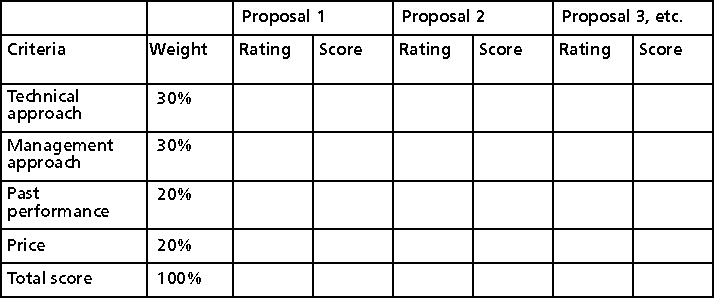 Proposal 1 Proposal 2 Proposal 3, etc.
Criteria Weight Rating Score Rating Score Rating Score
Technical
approach 30%
Management
approach 30%
Past
performance 20%
Price 20%
Total score 100%